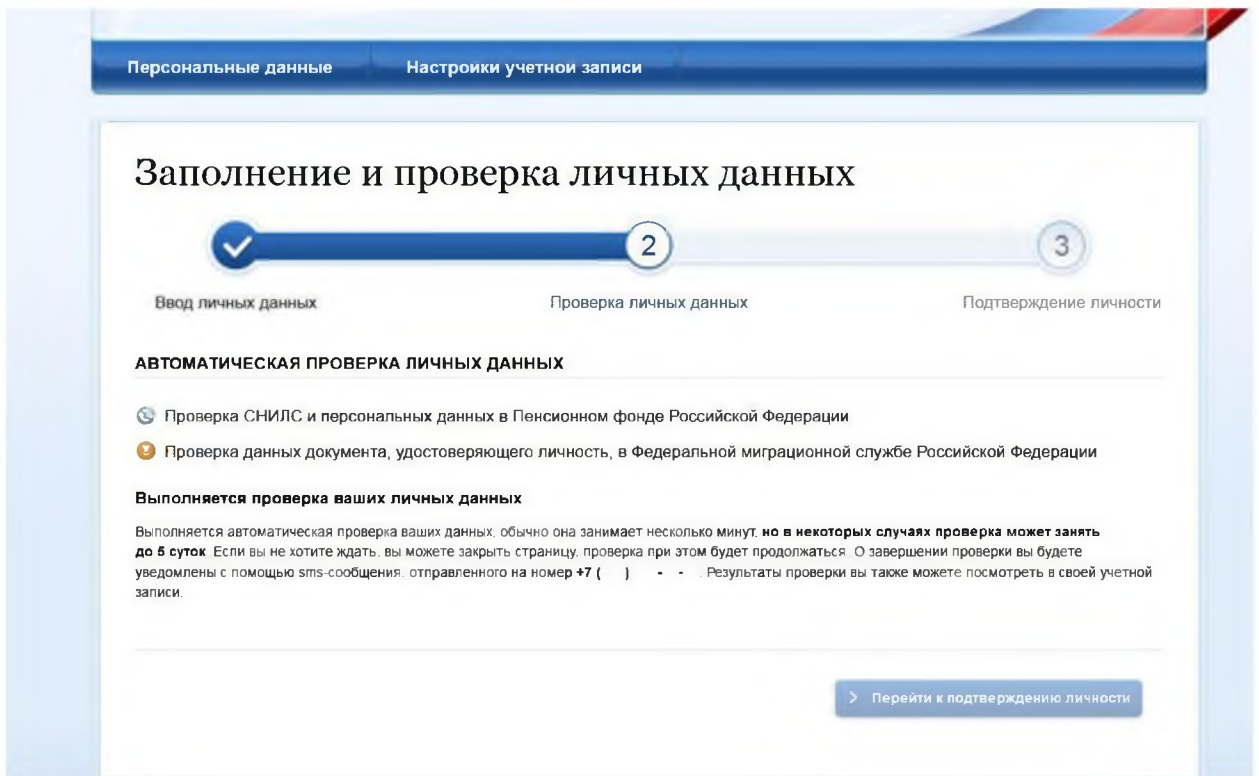 Персональные данные
Настройки учетной записи
Заполнение и проверка личных данных
2
3
Ввод личных данных
Проверка личных данных
Подтверждение личности
АВТОМАТИЧЕСКАЯ ПРОВЕРКА ЛИЧНЫХ ДАННЫХ
Проверка СНИЛС и персональных данных в Пенсионном фонде Российской Федерации
Проверка данных документа, удостоверяющего личность, в Федеральной миграционной службе Российской Федерации
Выполняется проверка ваших личных данных
Выполняется автоматическая проверка ваших данных, обычно она занимает несколько минут, но в некоторых случаях проверка может занять
до 5 суток. Если вы не хотите ждать, вы можете закрыть страницу, проверка при этом будет продолжаться. О завершении проверки вы будете
уведомлены с помощью sms-сообщения, отправленного на номер +7 ( ) - - . Результаты проверки вы также можете посмотреть в своей учетной
записи.
Перейти к подтверждению личности